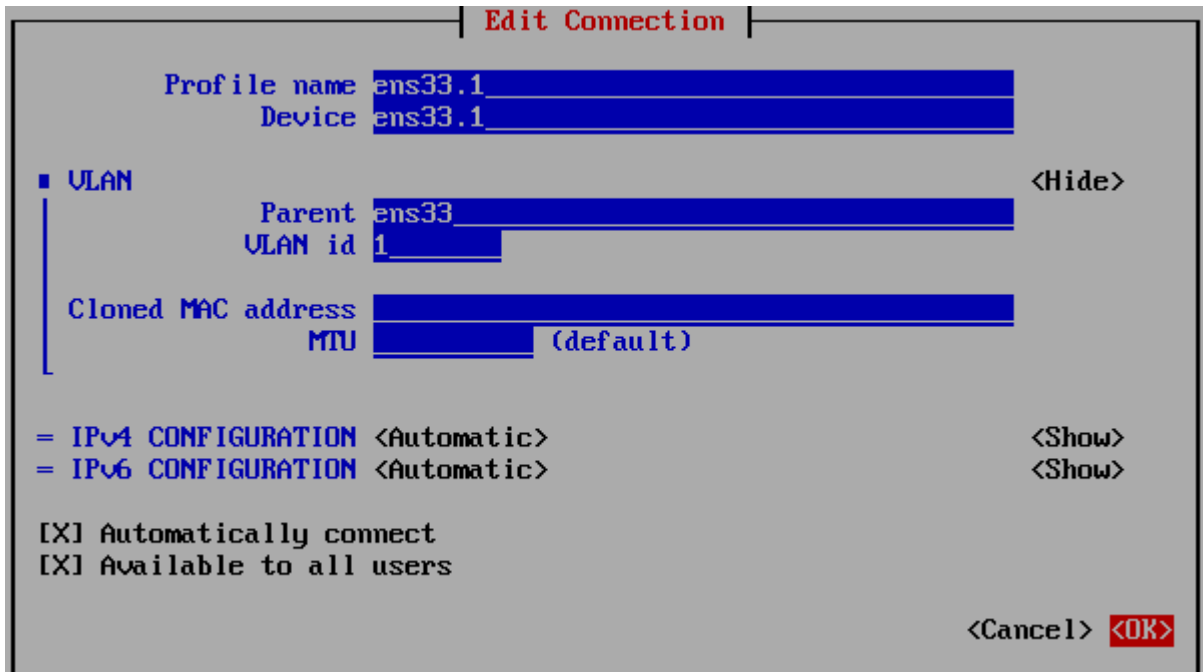 Edit Connection
Profile name ens33.1
Device ens33.1
VLAN <Hide>
Parent ens33
VLAN id 1
Cloned MAC address
MTU (default)
= IPv4 CONFIGURATION <Automatic> <Show>
= IPv6 CONFIGURATION <Automatic> <Show>
[X] Automatically connect
[X] Available to all users
<Cancel> <OK>